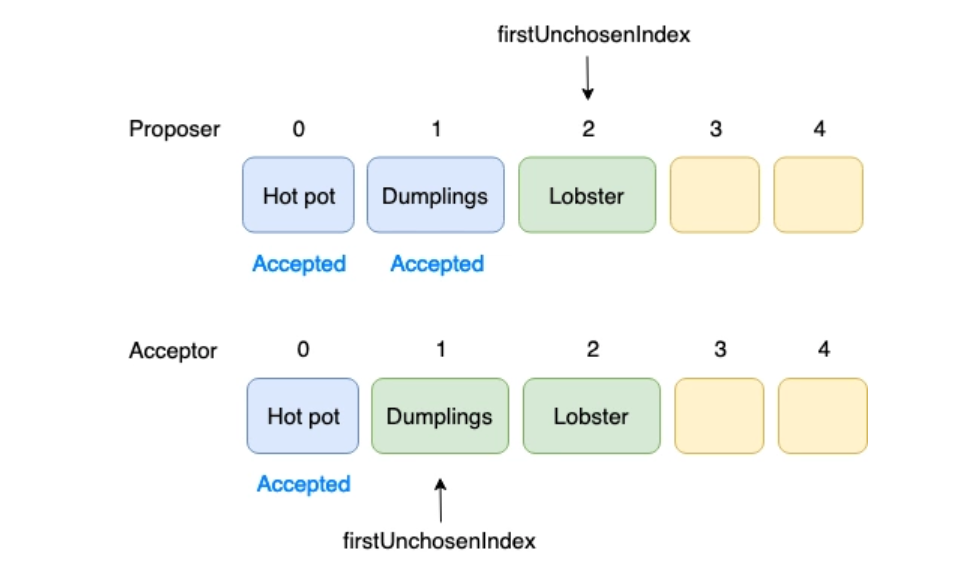 firstUnchosenIndex
Proposer 0 1 2 3 4
Hot pot Dumplings Lobster
Accepted Accepted
Acceptor 0 1 2 3 4
Hot pot Dumplings Lobster
Accepted
firstUnchosenIndex